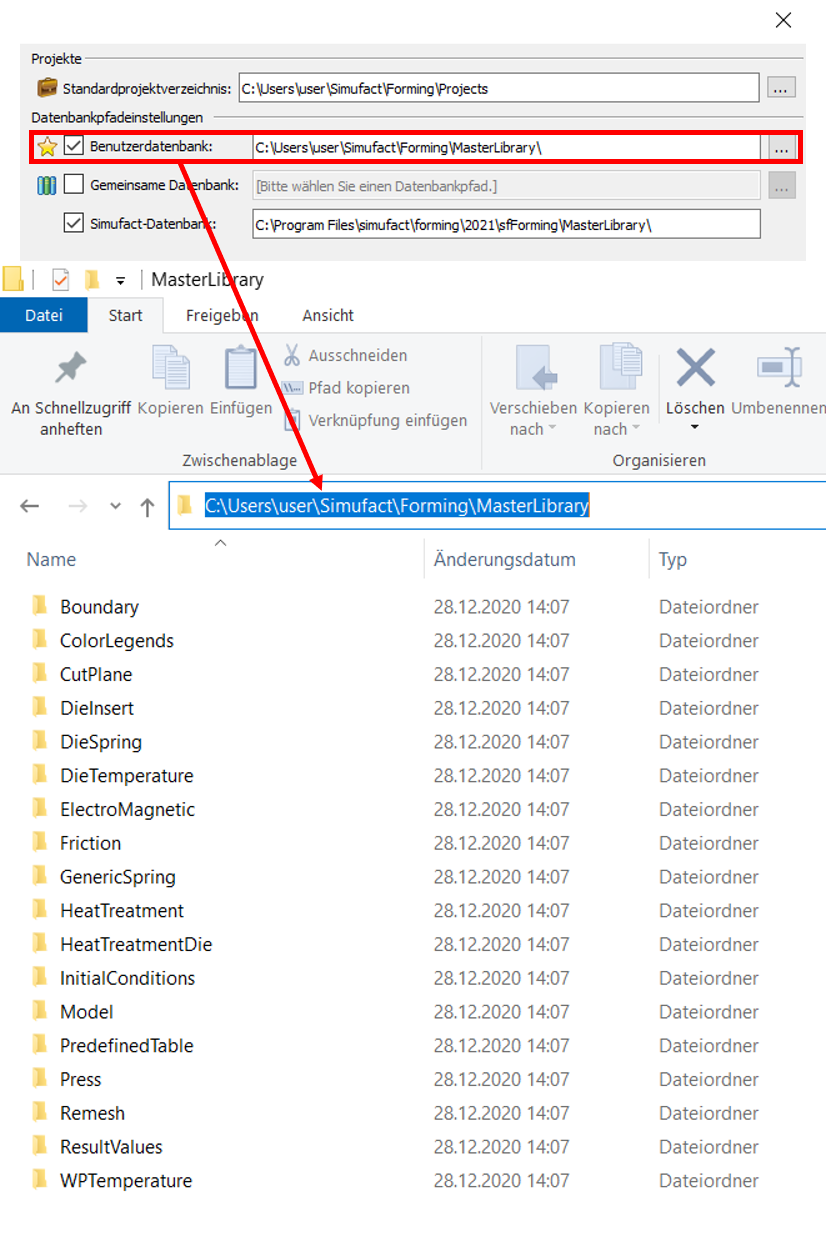 Projekte
Standardprojektverzeichnis: C:\Users\user\Simufact\Forming\Projects ...
Datenbankpfadeinstellungen
Benutzerdatenbank: C:\Users\user\Simufact\Forming\MasterLibrary\ ...
Gemeinsame Datenbank: [Bitte wählen Sie einen Datenbankpfad.] ...
Simufact-Datenbank: C:\Program Files\simufact\forming\2021\sfForming\MasterLibrary\
MasterLibrary
Datei Start Freigeben Ansicht
An Schnellzugriff anheften
Kopieren
Einfügen
Ausschneiden
Pfad kopieren
Verknüpfung einfügen
Verschieben nach
Kopieren nach
Löschen
Umbenennen
Zwischenablage Organisieren
C:\Users\user\Simufact\Forming\MasterLibrary
Name Änderungsdatum Typ
Boundary 28.12.2020 14:07 Dateiordner
ColorLegends 28.12.2020 14:07 Dateiordner
CutPlane 28.12.2020 14:07 Dateiordner
DieInsert 28.12.2020 14:07 Dateiordner
DieSpring 28.12.2020 14:07 Dateiordner
DieTemperature 28.12.2020 14:07 Dateiordner
ElectroMagnetic 28.12.2020 14:07 Dateiordner
Friction 28.12.2020 14:07 Dateiordner
GenericSpring 28.12.2020 14:07 Dateiordner
HeatTreatment 28.12.2020 14:07 Dateiordner
HeatTreatmentDie 28.12.2020 14:07 Dateiordner
InitialConditions 28.12.2020 14:07 Dateiordner
Model 28.12.2020 14:07 Dateiordner
PredefinedTable 28.12.2020 14:07 Dateiordner
Press 28.12.2020 14:07 Dateiordner
Remesh 28.12.2020 14:07 Dateiordner
ResultValues 28.12.2020 14:07 Dateiordner
WPTemperature 28.12.2020 14:07 Dateiordner